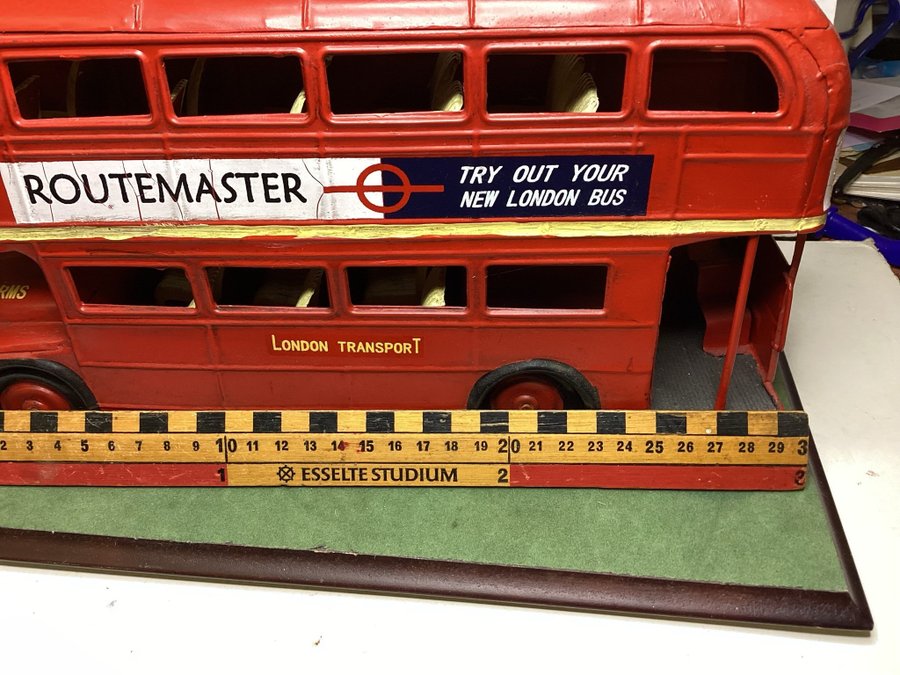 ROUTEMASTER
TRY OUT YOUR
NEW LONDON BUS
RMS
LONDON TRANSPORT
2 3 4 5 6 7 8 9 10 11 12 13 14 15 16 17 18 19 20 21 22 23 24 25 26 27 28 29 3
1 ESSELTE STUDIUM 2 3